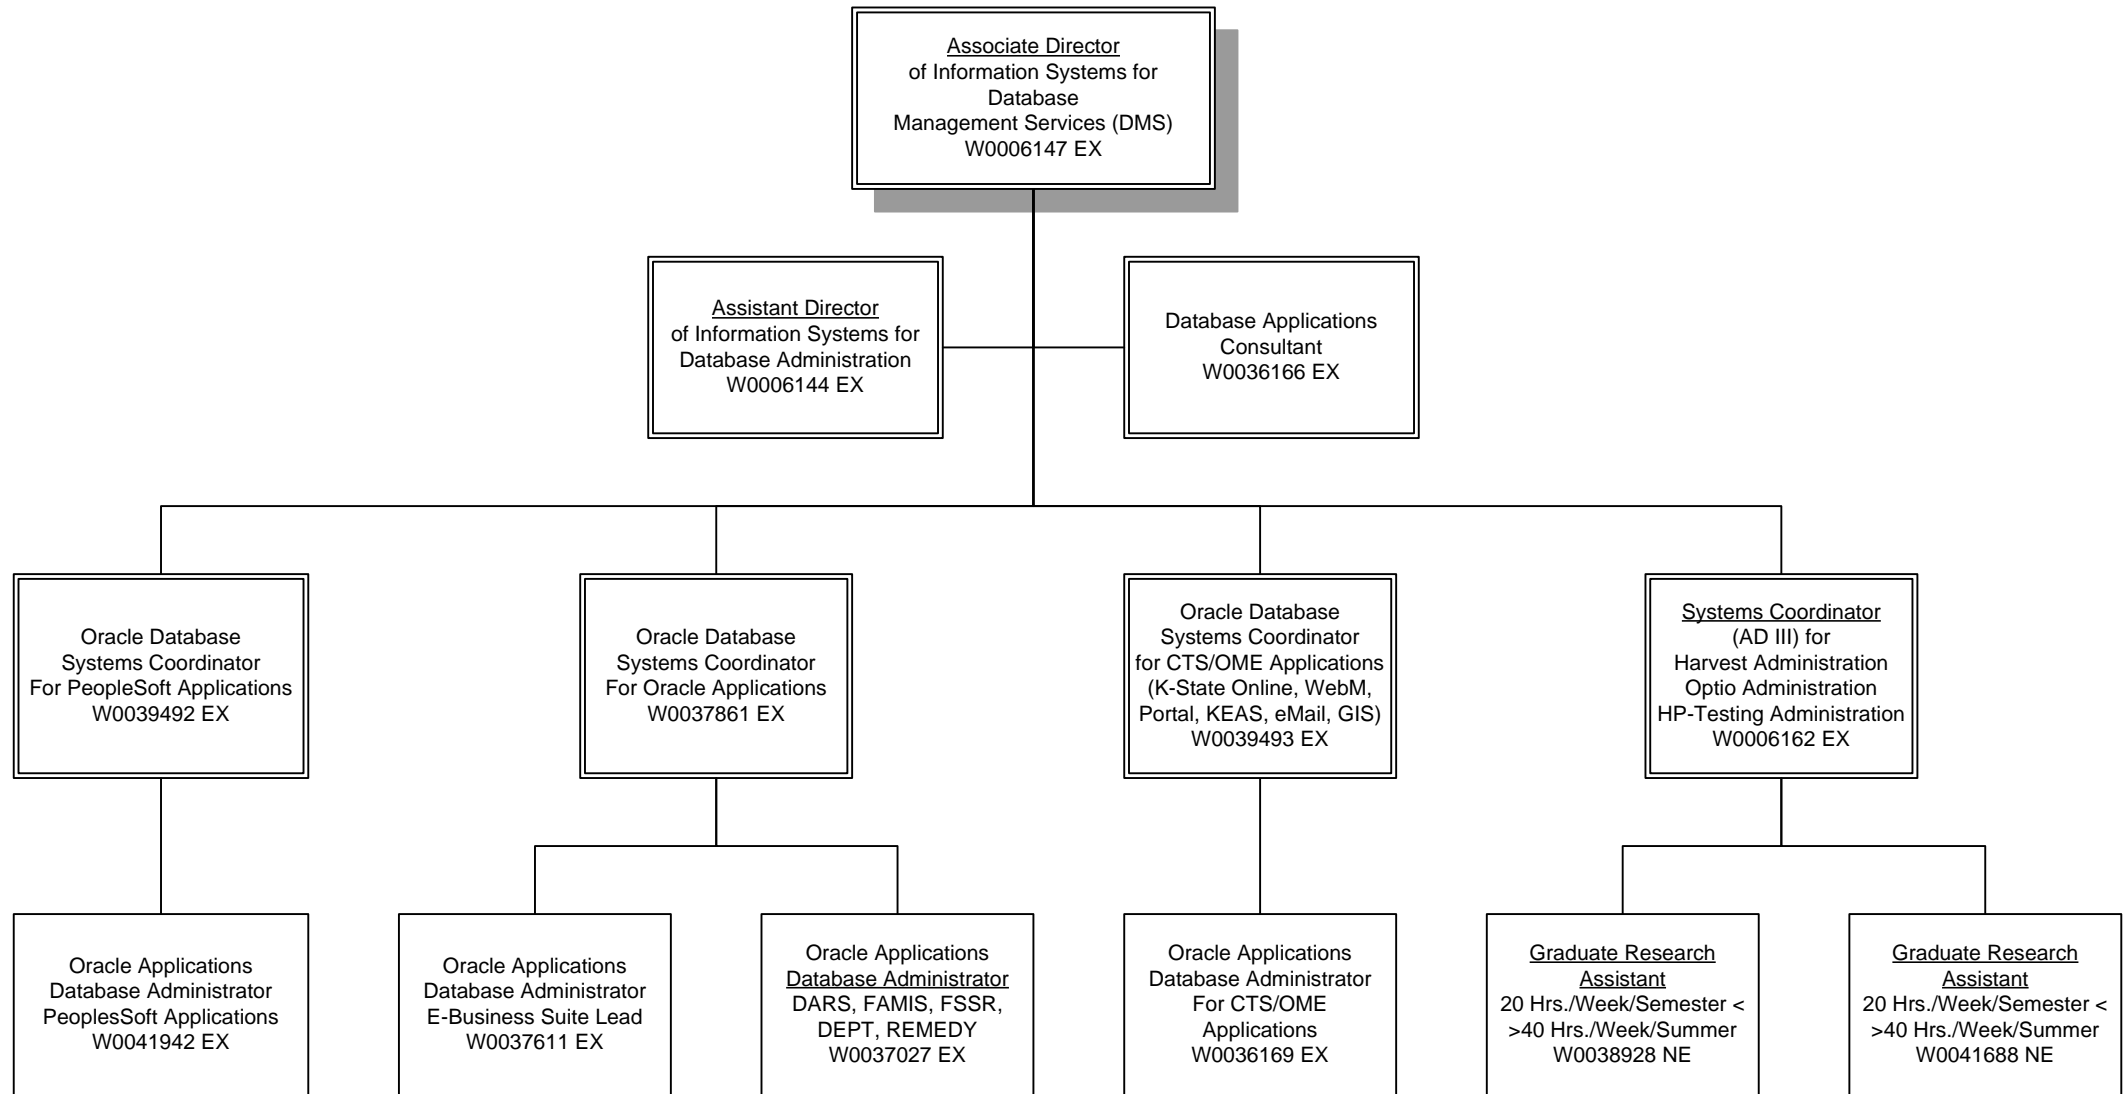 Associate Director
of Information Systems for
Database
Management Services (DMS)
W0006147 EX
Assistant Director
of Information Systems for
Database Administration
W0006144 EX
Database Applications
Consultant
W0036166 EX
Oracle Database
Systems Coordinator
For PeopleSoft Applications
W0039492 EX
Oracle Database
Systems Coordinator
For Oracle Applications
W0037861 EX
Oracle Database
Systems Coordinator
for CTS/OME Applications
(K-State Online, WebM,
Portal, KEAS, eMail, GIS)
W0039493 EX
Systems Coordinator
(AD III) for
Harvest Administration
Optio Administration
HP-Testing Administration
W0006162 EX
Oracle Applications
Database Administrator
PeoplesSoft Applications
W0041942 EX
Oracle Applications
Database Administrator
E-Business Suite Lead
W0037611 EX
Oracle Applications
Database Administrator
DARS, FAMIS, FSSR,
DEPT, REMEDY
W0037027 EX
Oracle Applications
Database Administrator
For CTS/OME
Applications
W0036169 EX
Graduate Research
Assistant
20 Hrs./Week/Semester <
>40 Hrs./Week/Summer
W0038928 NE
Graduate Research
Assistant
20 Hrs./Week/Semester <
>40 Hrs./Week/Summer
W0041688 NE